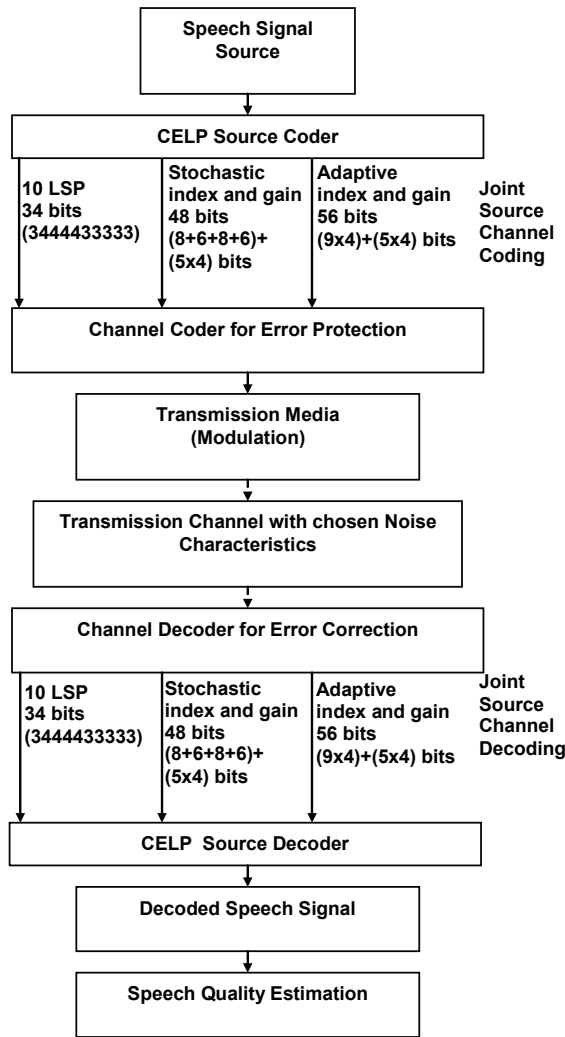 Speech Signal
Source
CELP Source Coder
10 LSP
34 bits
(3444433333)
Stochastic
index and gain
48 bits
(8+6+8+6)+
(5x4) bits
Adaptive
index and gain
56 bits
(9x4)+(5x4) bits
Joint
Source
Channel
Coding
Channel Coder for Error Protection
Transmission Media
(Modulation)
Transmission Channel with chosen Noise
Characteristics
Channel Decoder for Error Correction
10 LSP
34 bits
(3444433333)
Stochastic
index and gain
48 bits
(8+6+8+6)+
(5x4) bits
Adaptive
index and gain
56 bits
(9x4)+(5x4) bits
Joint
Source
Channel
Decoding
CELP Source Decoder
Decoded Speech Signal
Speech Quality Estimation